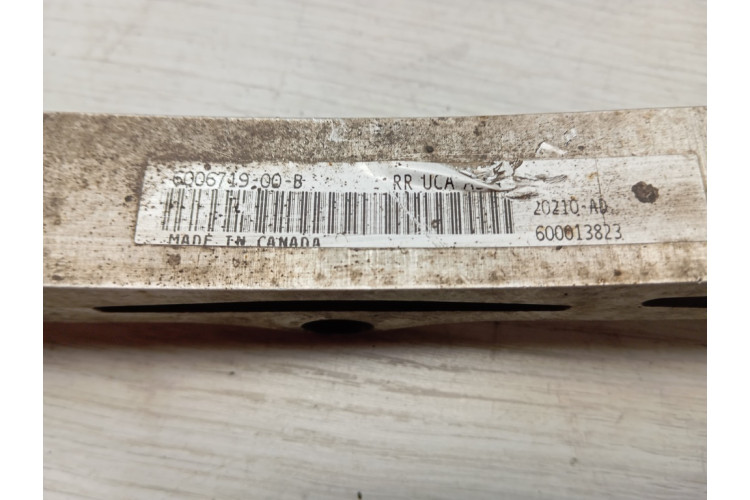 6006719-00-B RR UCA
20210-AD
MADE IN CANADA 600013823